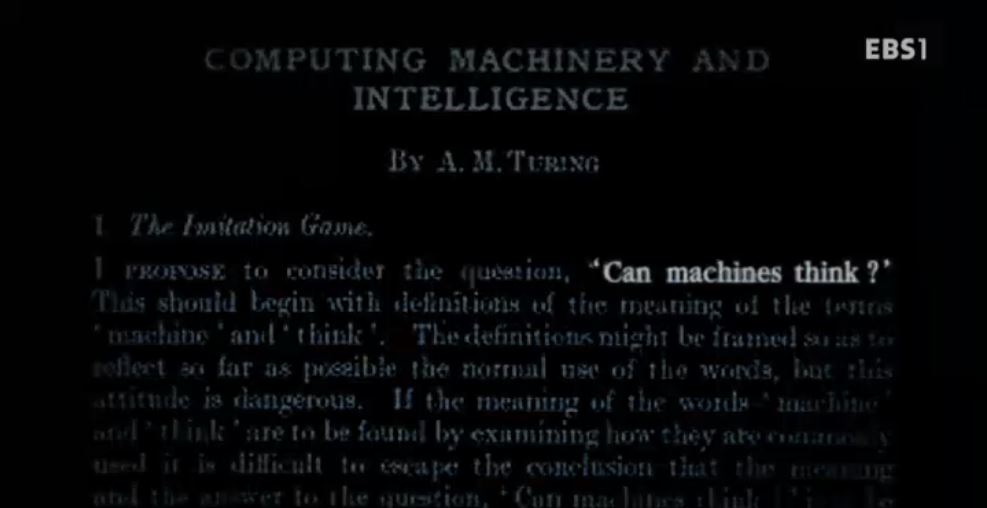 EBS1
COMPUTING MACHINERY AND
INTELLIGENCE
BY A. M. TURING
1. The Imitation Game.
I PROPOSE to consider the question, ‘Can machines think ?’
This should begin with definitions of the meaning of the terms
‘ machine ’ and ‘ think ’. The definitions might be framed so as to
reflect so far as possible the normal use of the words, but this
attitude is dangerous. If the meaning of the words ‘ machine ’
and ‘ think ’ are to be found by examining how they are commonly
used it is difficult to escape the conclusion that the meaning
and the answer to the question, ‘ Can machines think ?’